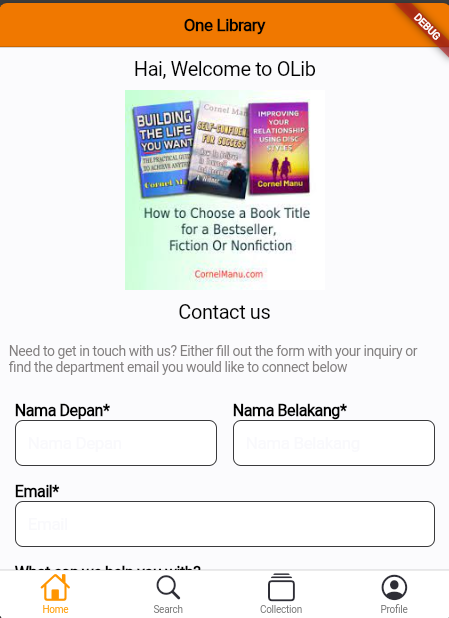 One Library
DEBUG
Hai, Welcome to OLib
BUILDING
THE LIFE
YOU WANT
THE PRACTICAL GUIDE
TO ACHIEVE ANYTHING
Cornel Manu
SELF-CONFIDENCE
FOR SUCCESS
IMPROVING
YOUR
RELATIONSHIP
USING DISC
STYLES
Cornel Manu
How to Choose a Book Title
for a Bestseller,
Fiction Or Nonfiction
CornelManu.com
Contact us
Need to get in touch with us? Either fill out the form with your inquiry or
find the department email you would like to connect below
Nama Depan* Nama Belakang*
Nama Depan Nama Belakang
Email*
Email
What can we help you with?
Home Search Collection Profile